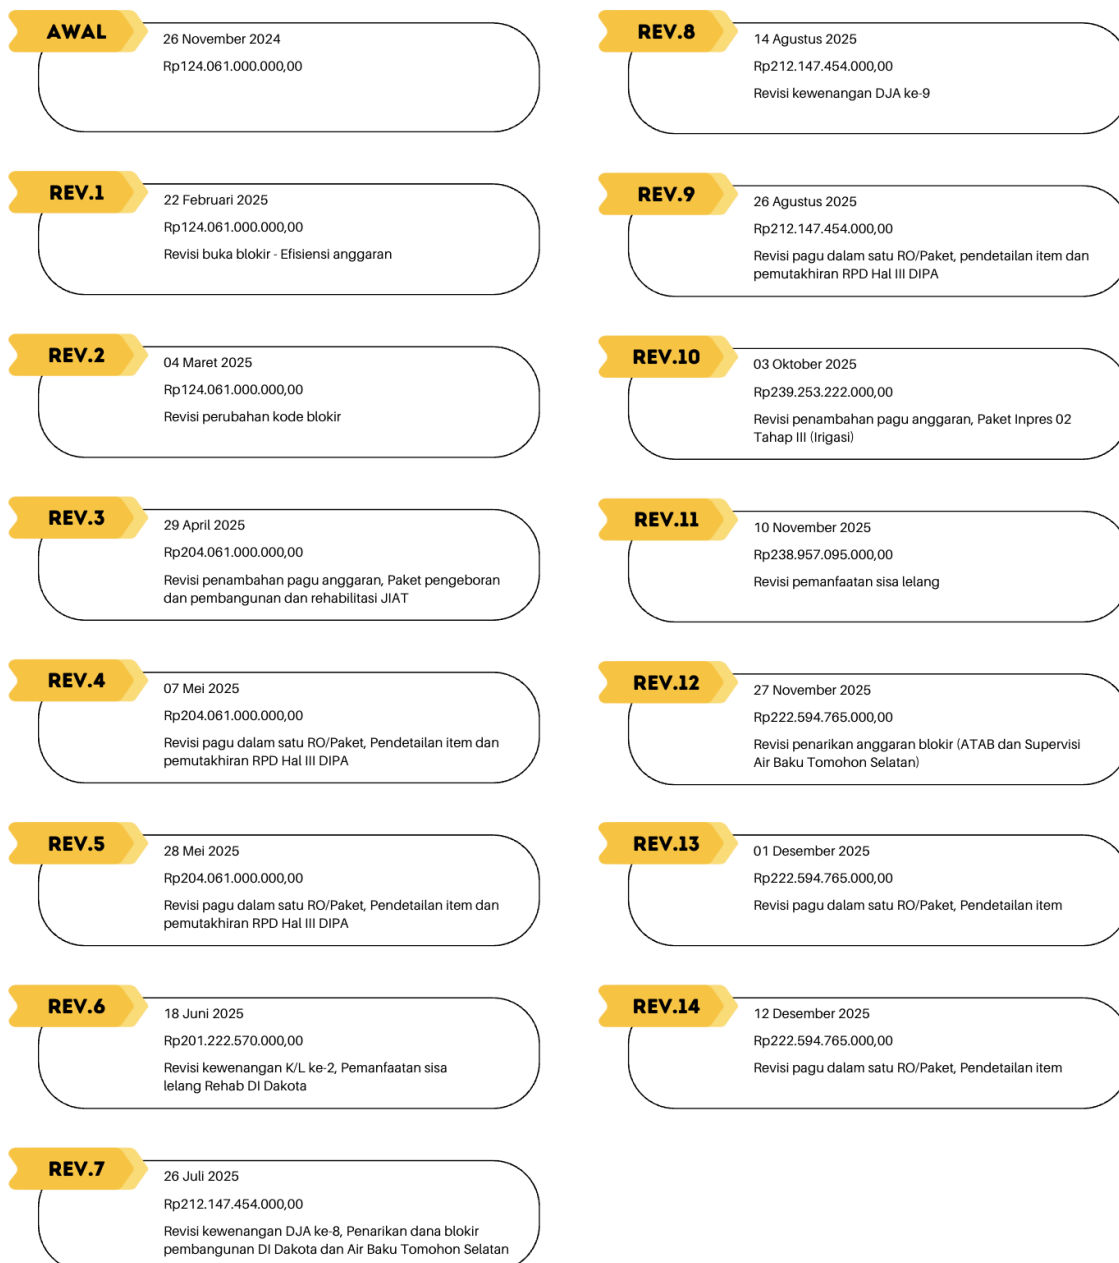 AWAL
26 November 2024
Rp124.061.000.000,00
REV.1
22 Februari 2025
Rp124.061.000.000,00
Revisi buka blokir - Efisiensi anggaran
REV.2
04 Maret 2025
Rp124.061.000.000,00
Revisi perubahan kode blokir
REV.3
29 April 2025
Rp204.061.000.000,00
Revisi penambahan pagu anggaran, Paket pengeboran
dan pembangunan dan rehabilitasi JIAT
REV.4
07 Mei 2025
Rp204.061.000.000,00
Revisi pagu dalam satu RO/Paket, Pendetailan item dan
pemutakhiran RPD Hal III DIPA
REV.5
28 Mei 2025
Rp204.061.000.000,00
Revisi pagu dalam satu RO/Paket, Pendetailan item dan
pemutakhiran RPD Hal III DIPA
REV.6
18 Juni 2025
Rp201.222.570.000,00
Revisi kewenangan K/L ke-2, Pemanfaatan sisa
lelang Rehab DI Dakota
REV.7
26 Juli 2025
Rp212.147.454.000,00
Revisi kewenangan DJA ke-8, Penarikan dana blokir
pembangunan DI Dakota dan Air Baku Tomohon Selatan
REV.8
14 Agustus 2025
Rp212.147.454.000,00
Revisi kewenangan DJA ke-9
REV.9
26 Agustus 2025
Rp212.147.454.000,00
Revisi pagu dalam satu RO/Paket, pendetailan item dan
pemutakhiran RPD Hal III DIPA
REV.10
03 Oktober 2025
Rp239.253.222.000,00
Revisi penambahan pagu anggaran, Paket Inpres 02
Tahap III (Irigasi)
REV.11
10 November 2025
Rp238.957.095.000,00
Revisi pemanfaatan sisa lelang
REV.12
27 November 2025
Rp222.594.765.000,00
Revisi penarikan anggaran blokir (ATAB dan Supervisi
Air Baku Tomohon Selatan)
REV.13
01 Desember 2025
Rp222.594.765.000,00
Revisi pagu dalam satu RO/Paket, Pendetailan item
REV.14
12 Desember 2025
Rp222.594.765.000,00
Revisi pagu dalam satu RO/Paket, Pendetailan item